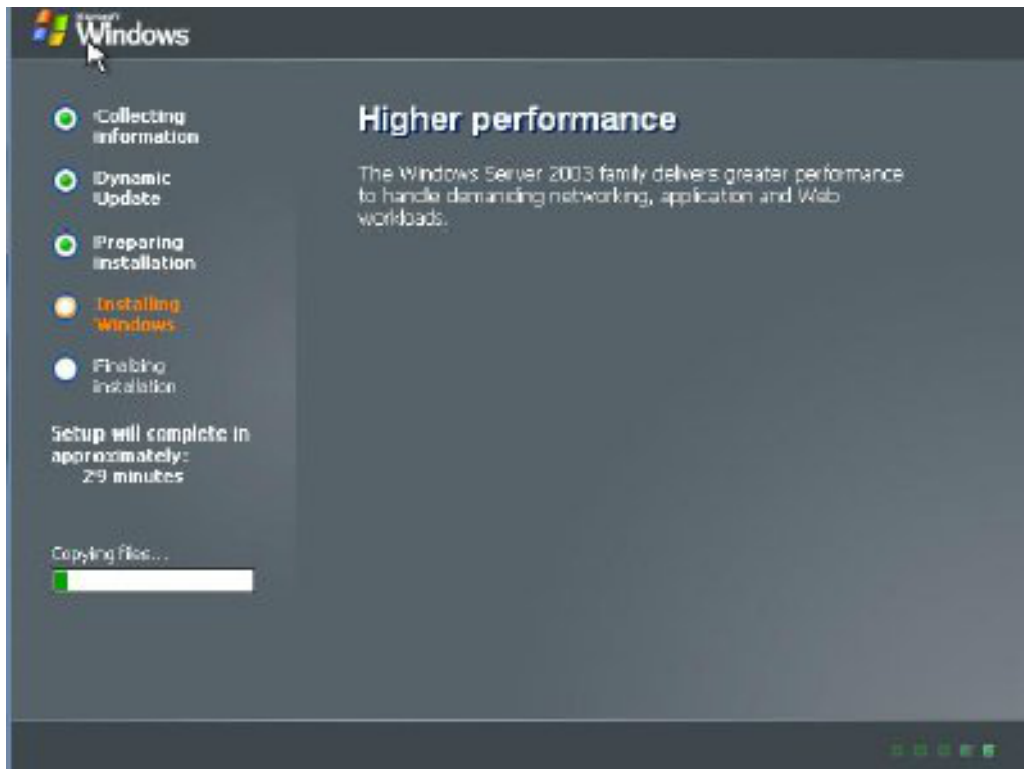 Microsoft
Windows
Collecting
information
Dynamic
Update
Preparing
installation
Installing
Windows
Finalizing
installation
Setup will complete in
approximately:
29 minutes
Copying files...
Higher performance
The Windows Server 2003 family delivers greater performance
to handle demanding networking, application and Web
workloads.